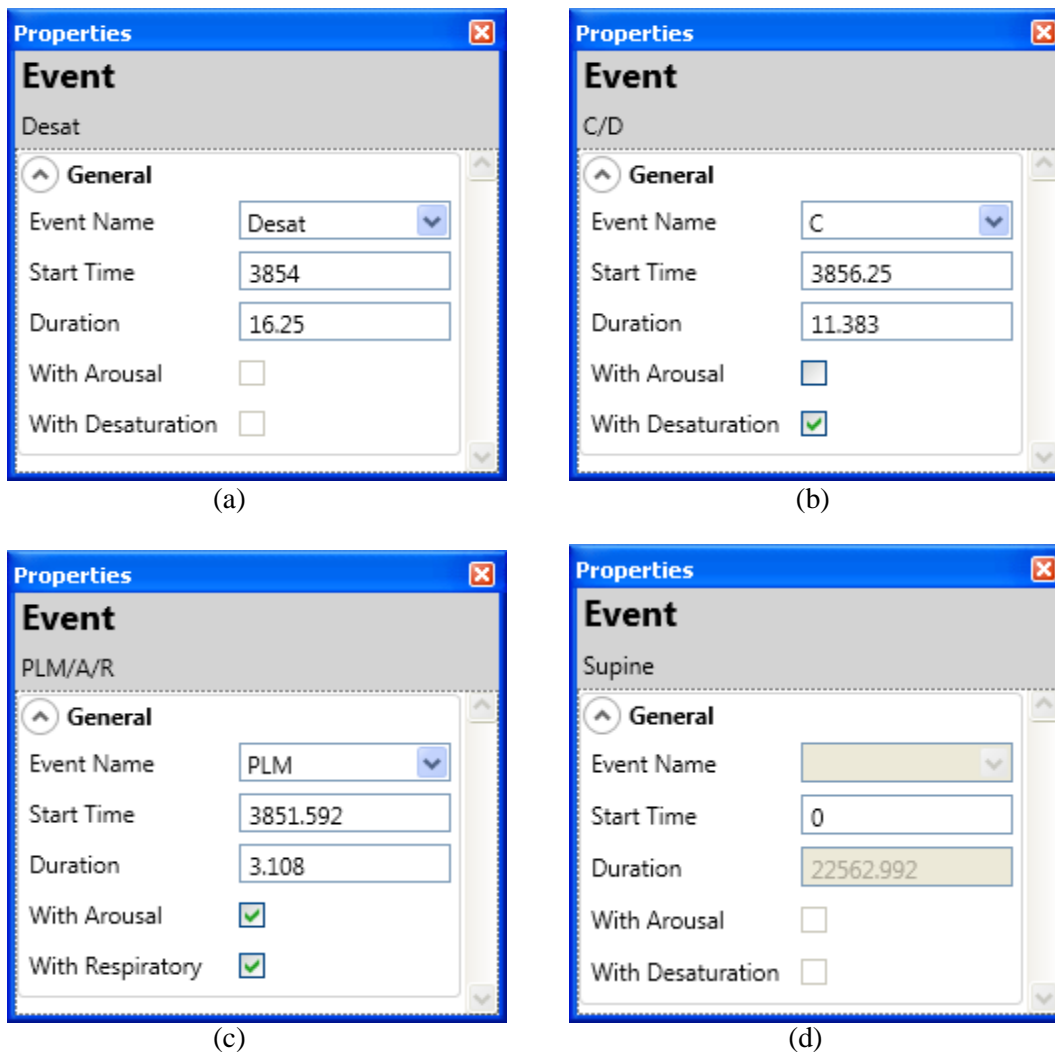 Properties
Event
Desat
General
Event Name Desat
Start Time 3854
Duration 16.25
With Arousal
With Desaturation
(a)
Properties
Event
C/D
General
Event Name C
Start Time 3856.25
Duration 11.383
With Arousal
With Desaturation
(b)
Properties
Event
PLM/A/R
General
Event Name PLM
Start Time 3851.592
Duration 3.108
With Arousal
With Respiratory
(c)
Properties
Event
Supine
General
Event Name
Start Time 0
Duration 22562.992
With Arousal
With Desaturation
(d)